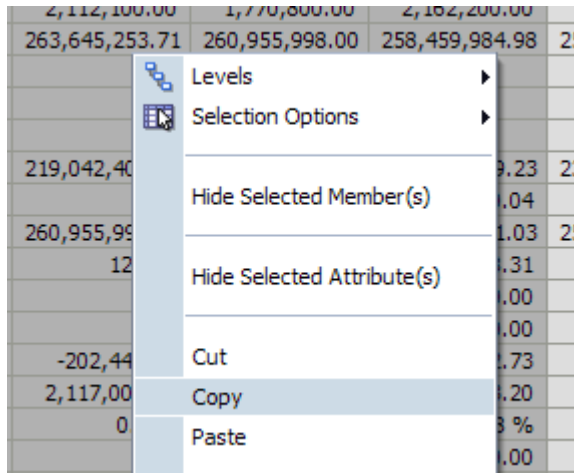 2,112,100.00 1,770,800.00 2,162,200.00
263,645,253.71 260,955,998.00 258,459,984.98
Levels
Selection Options
219,042,40 9.23
Hide Selected Member(s) .04
260,955,99 1.03
12 .31
Hide Selected Attribute(s)
.00
.00
-202,44 Cut .73
2,117,00 Copy .20
0 3 %
Paste
.00